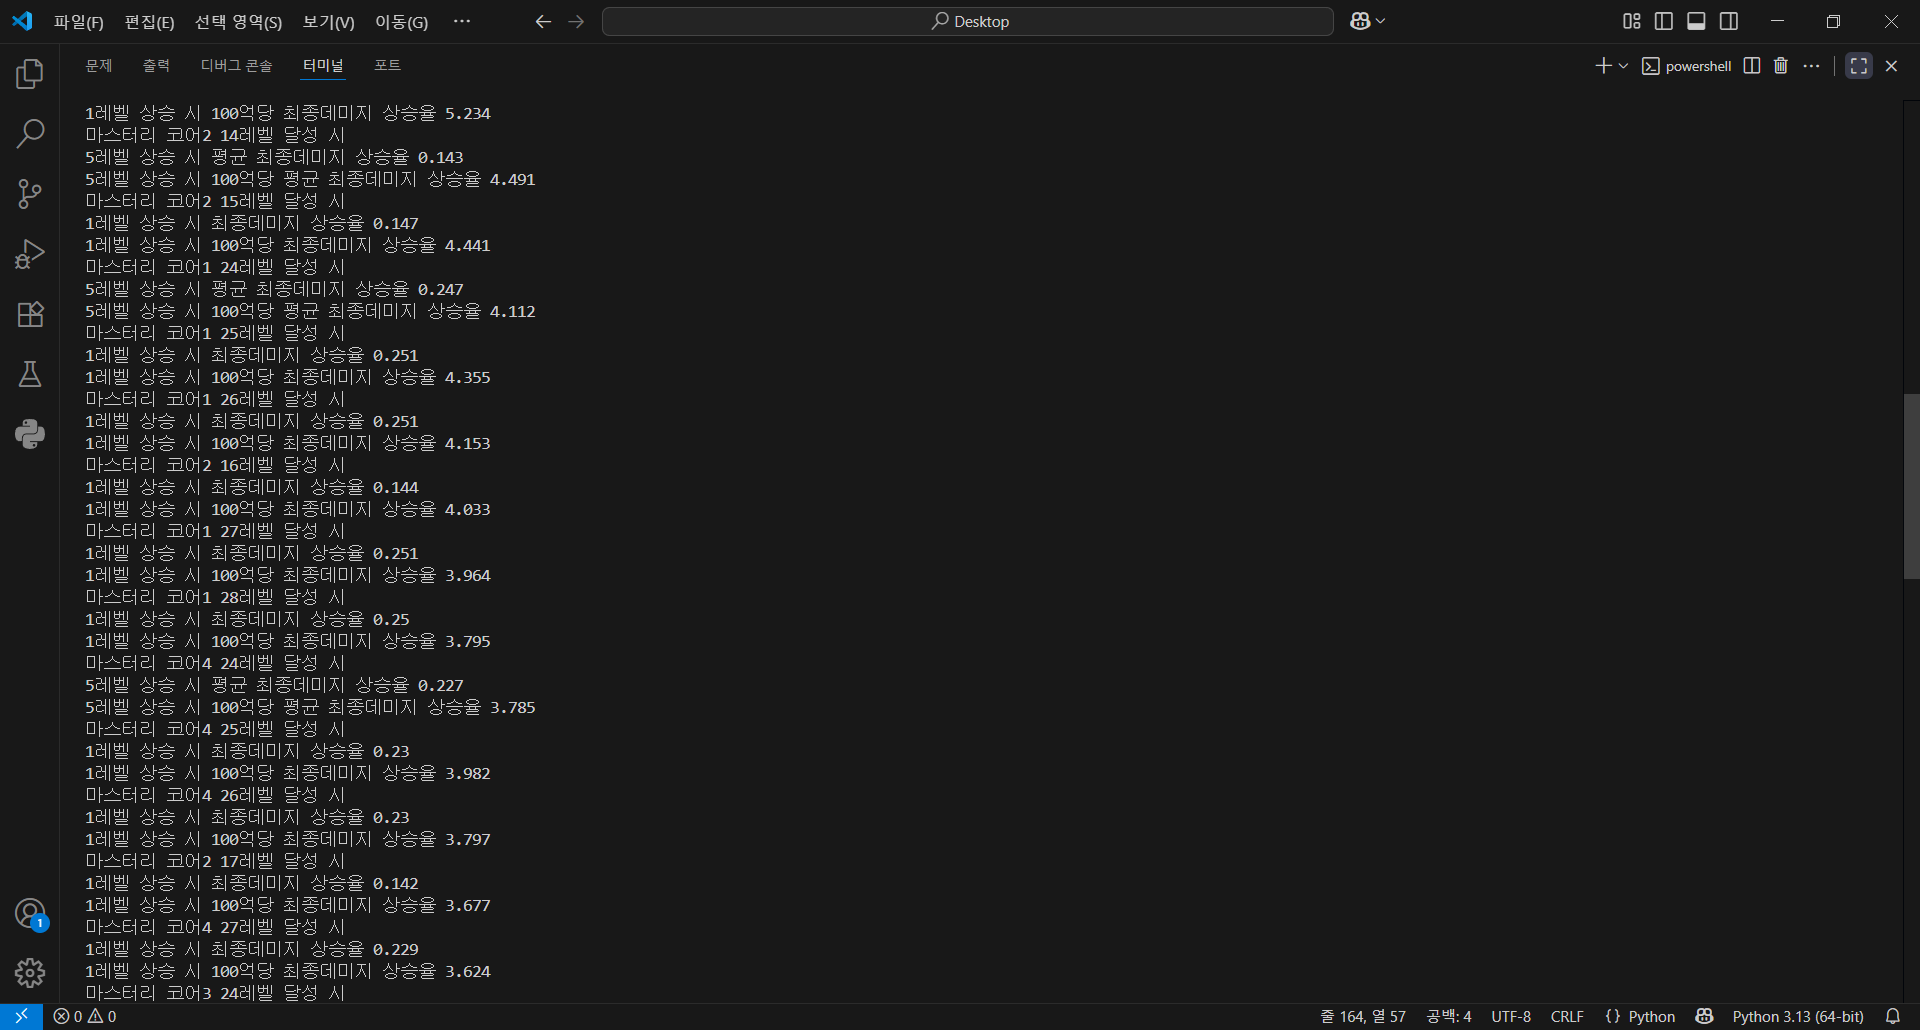 파일(F) 편집(E) 선택 영역(S) 보기(V) 이동(G) ··· Desktop
문제 출력 디버그 콘솔 터미널 포트 powershell
1레벨 상승 시 100억당 최종데미지 상승율 5.234
마스터리 코어2 14레벨 달성 시
5레벨 상승 시 평균 최종데미지 상승율 0.143
5레벨 상승 시 100억당 평균 최종데미지 상승율 4.491
마스터리 코어2 15레벨 달성 시
1레벨 상승 시 최종데미지 상승율 0.147
1레벨 상승 시 100억당 최종데미지 상승율 4.441
마스터리 코어1 24레벨 달성 시
5레벨 상승 시 평균 최종데미지 상승율 0.247
5레벨 상승 시 100억당 평균 최종데미지 상승율 4.112
마스터리 코어1 25레벨 달성 시
1레벨 상승 시 최종데미지 상승율 0.251
1레벨 상승 시 100억당 최종데미지 상승율 4.355
마스터리 코어1 26레벨 달성 시
1레벨 상승 시 최종데미지 상승율 0.251
1레벨 상승 시 100억당 최종데미지 상승율 4.153
마스터리 코어2 16레벨 달성 시
1레벨 상승 시 최종데미지 상승율 0.144
1레벨 상승 시 100억당 최종데미지 상승율 4.033
마스터리 코어1 27레벨 달성 시
1레벨 상승 시 최종데미지 상승율 0.251
1레벨 상승 시 100억당 최종데미지 상승율 3.964
마스터리 코어1 28레벨 달성 시
1레벨 상승 시 최종데미지 상승율 0.25
1레벨 상승 시 100억당 최종데미지 상승율 3.795
마스터리 코어4 24레벨 달성 시
5레벨 상승 시 평균 최종데미지 상승율 0.227
5레벨 상승 시 100억당 평균 최종데미지 상승율 3.785
마스터리 코어4 25레벨 달성 시
1레벨 상승 시 최종데미지 상승율 0.23
1레벨 상승 시 100억당 최종데미지 상승율 3.982
마스터리 코어4 26레벨 달성 시
1레벨 상승 시 최종데미지 상승율 0.23
1레벨 상승 시 100억당 최종데미지 상승율 3.797
마스터리 코어2 17레벨 달성 시
1레벨 상승 시 최종데미지 상승율 0.142
1레벨 상승 시 100억당 최종데미지 상승율 3.677
마스터리 코어4 27레벨 달성 시
1레벨 상승 시 최종데미지 상승율 0.229
1레벨 상승 시 100억당 최종데미지 상승율 3.624
마스터리 코어3 24레벨 달성 시
1
0 0 줄 164, 열 57 공백: 4 UTF-8 CRLF {} Python Python 3.13 (64-bit)